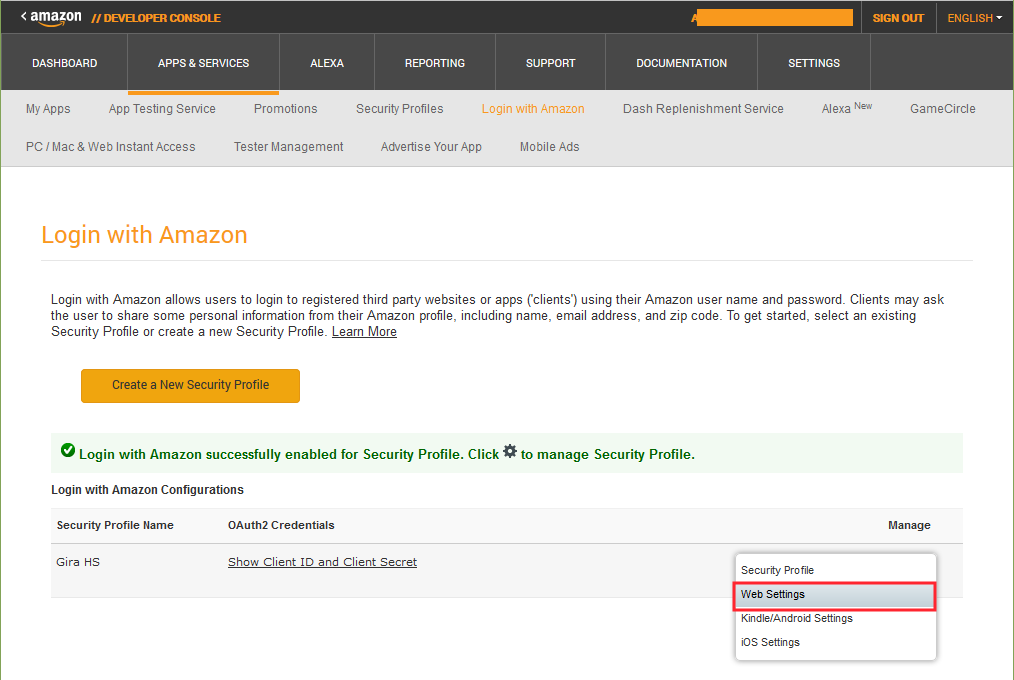 amazon // DEVELOPER CONSOLE SIGN OUT ENGLISH
DASHBOARD APPS & SERVICES ALEXA REPORTING SUPPORT DOCUMENTATION SETTINGS
My Apps App Testing Service Promotions Security Profiles Login with Amazon Dash Replenishment Service Alexa New GameCircle
PC / Mac & Web Instant Access Tester Management Advertise Your App Mobile Ads
Login with Amazon
Login with Amazon allows users to login to registered third party websites or apps ('clients') using their Amazon user name and password. Clients may ask
the user to share some personal information from their Amazon profile, including name, email address, and zip code. To get started, select an existing
Security Profile or create a new Security Profile. Learn More
Create a New Security Profile
Login with Amazon successfully enabled for Security Profile. Click to manage Security Profile.
Login with Amazon Configurations
Security Profile Name OAuth2 Credentials Manage
Gira HS Show Client ID and Client Secret
Security Profile
Web Settings
Kindle/Android Settings
iOS Settings